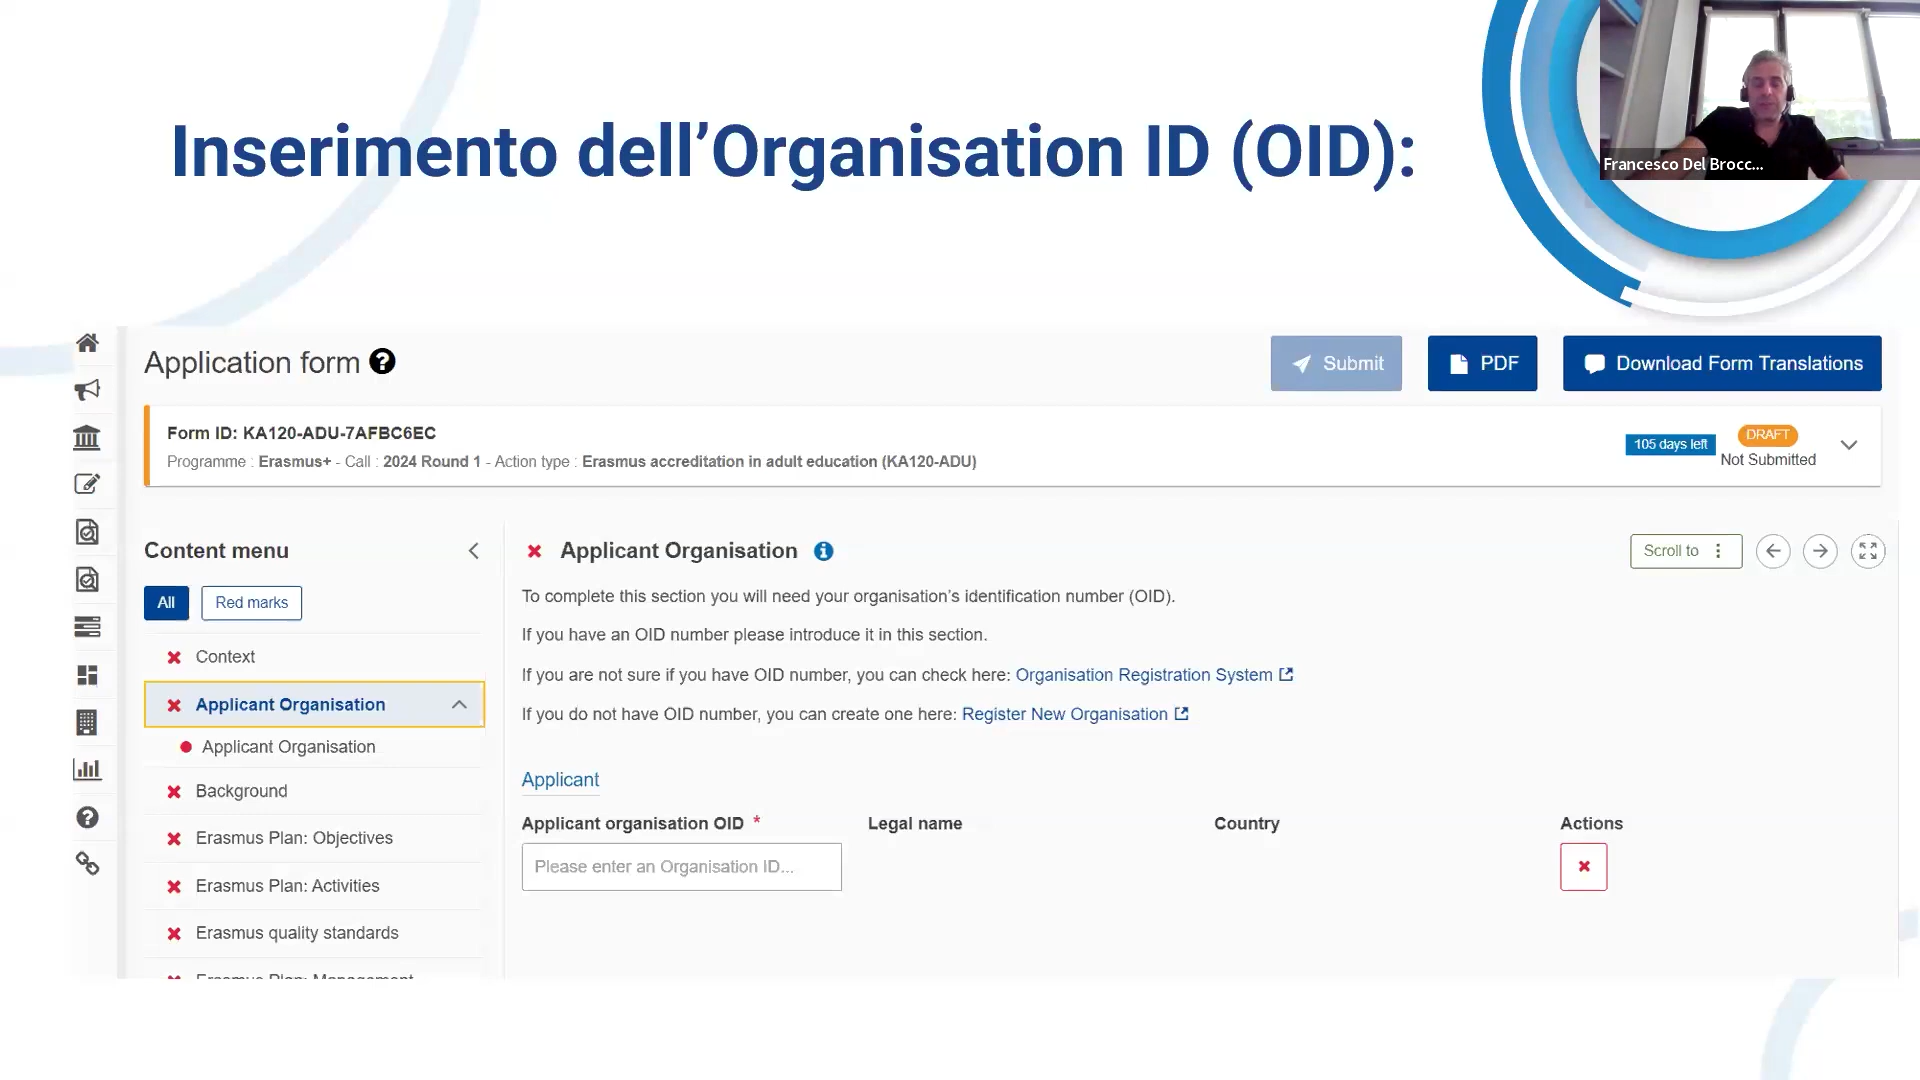 Inserimento dell’Organisation ID (OID):
Francesco Del Brocc...
Application form
Submit
PDF
Download Form Translations
Form ID: KA120-ADU-7AFBC6EC
Programme : Erasmus+ - Call : 2024 Round 1 - Action type : Erasmus accreditation in adult education (KA120-ADU)
105 days left
DRAFT
Not Submitted
Content menu
All
Red marks
Context
Applicant Organisation
Applicant Organisation
Background
Erasmus Plan: Objectives
Erasmus Plan: Activities
Erasmus quality standards
Erasmus Plan: Management
Applicant Organisation
Scroll to
To complete this section you will need your organisation’s identification number (OID).
If you have an OID number please introduce it in this section.
If you are not sure if you have OID number, you can check here: Organisation Registration System
If you do not have OID number, you can create one here: Register New Organisation
Applicant
Applicant organisation OID *
Legal name
Country
Actions
Please enter an Organisation ID...